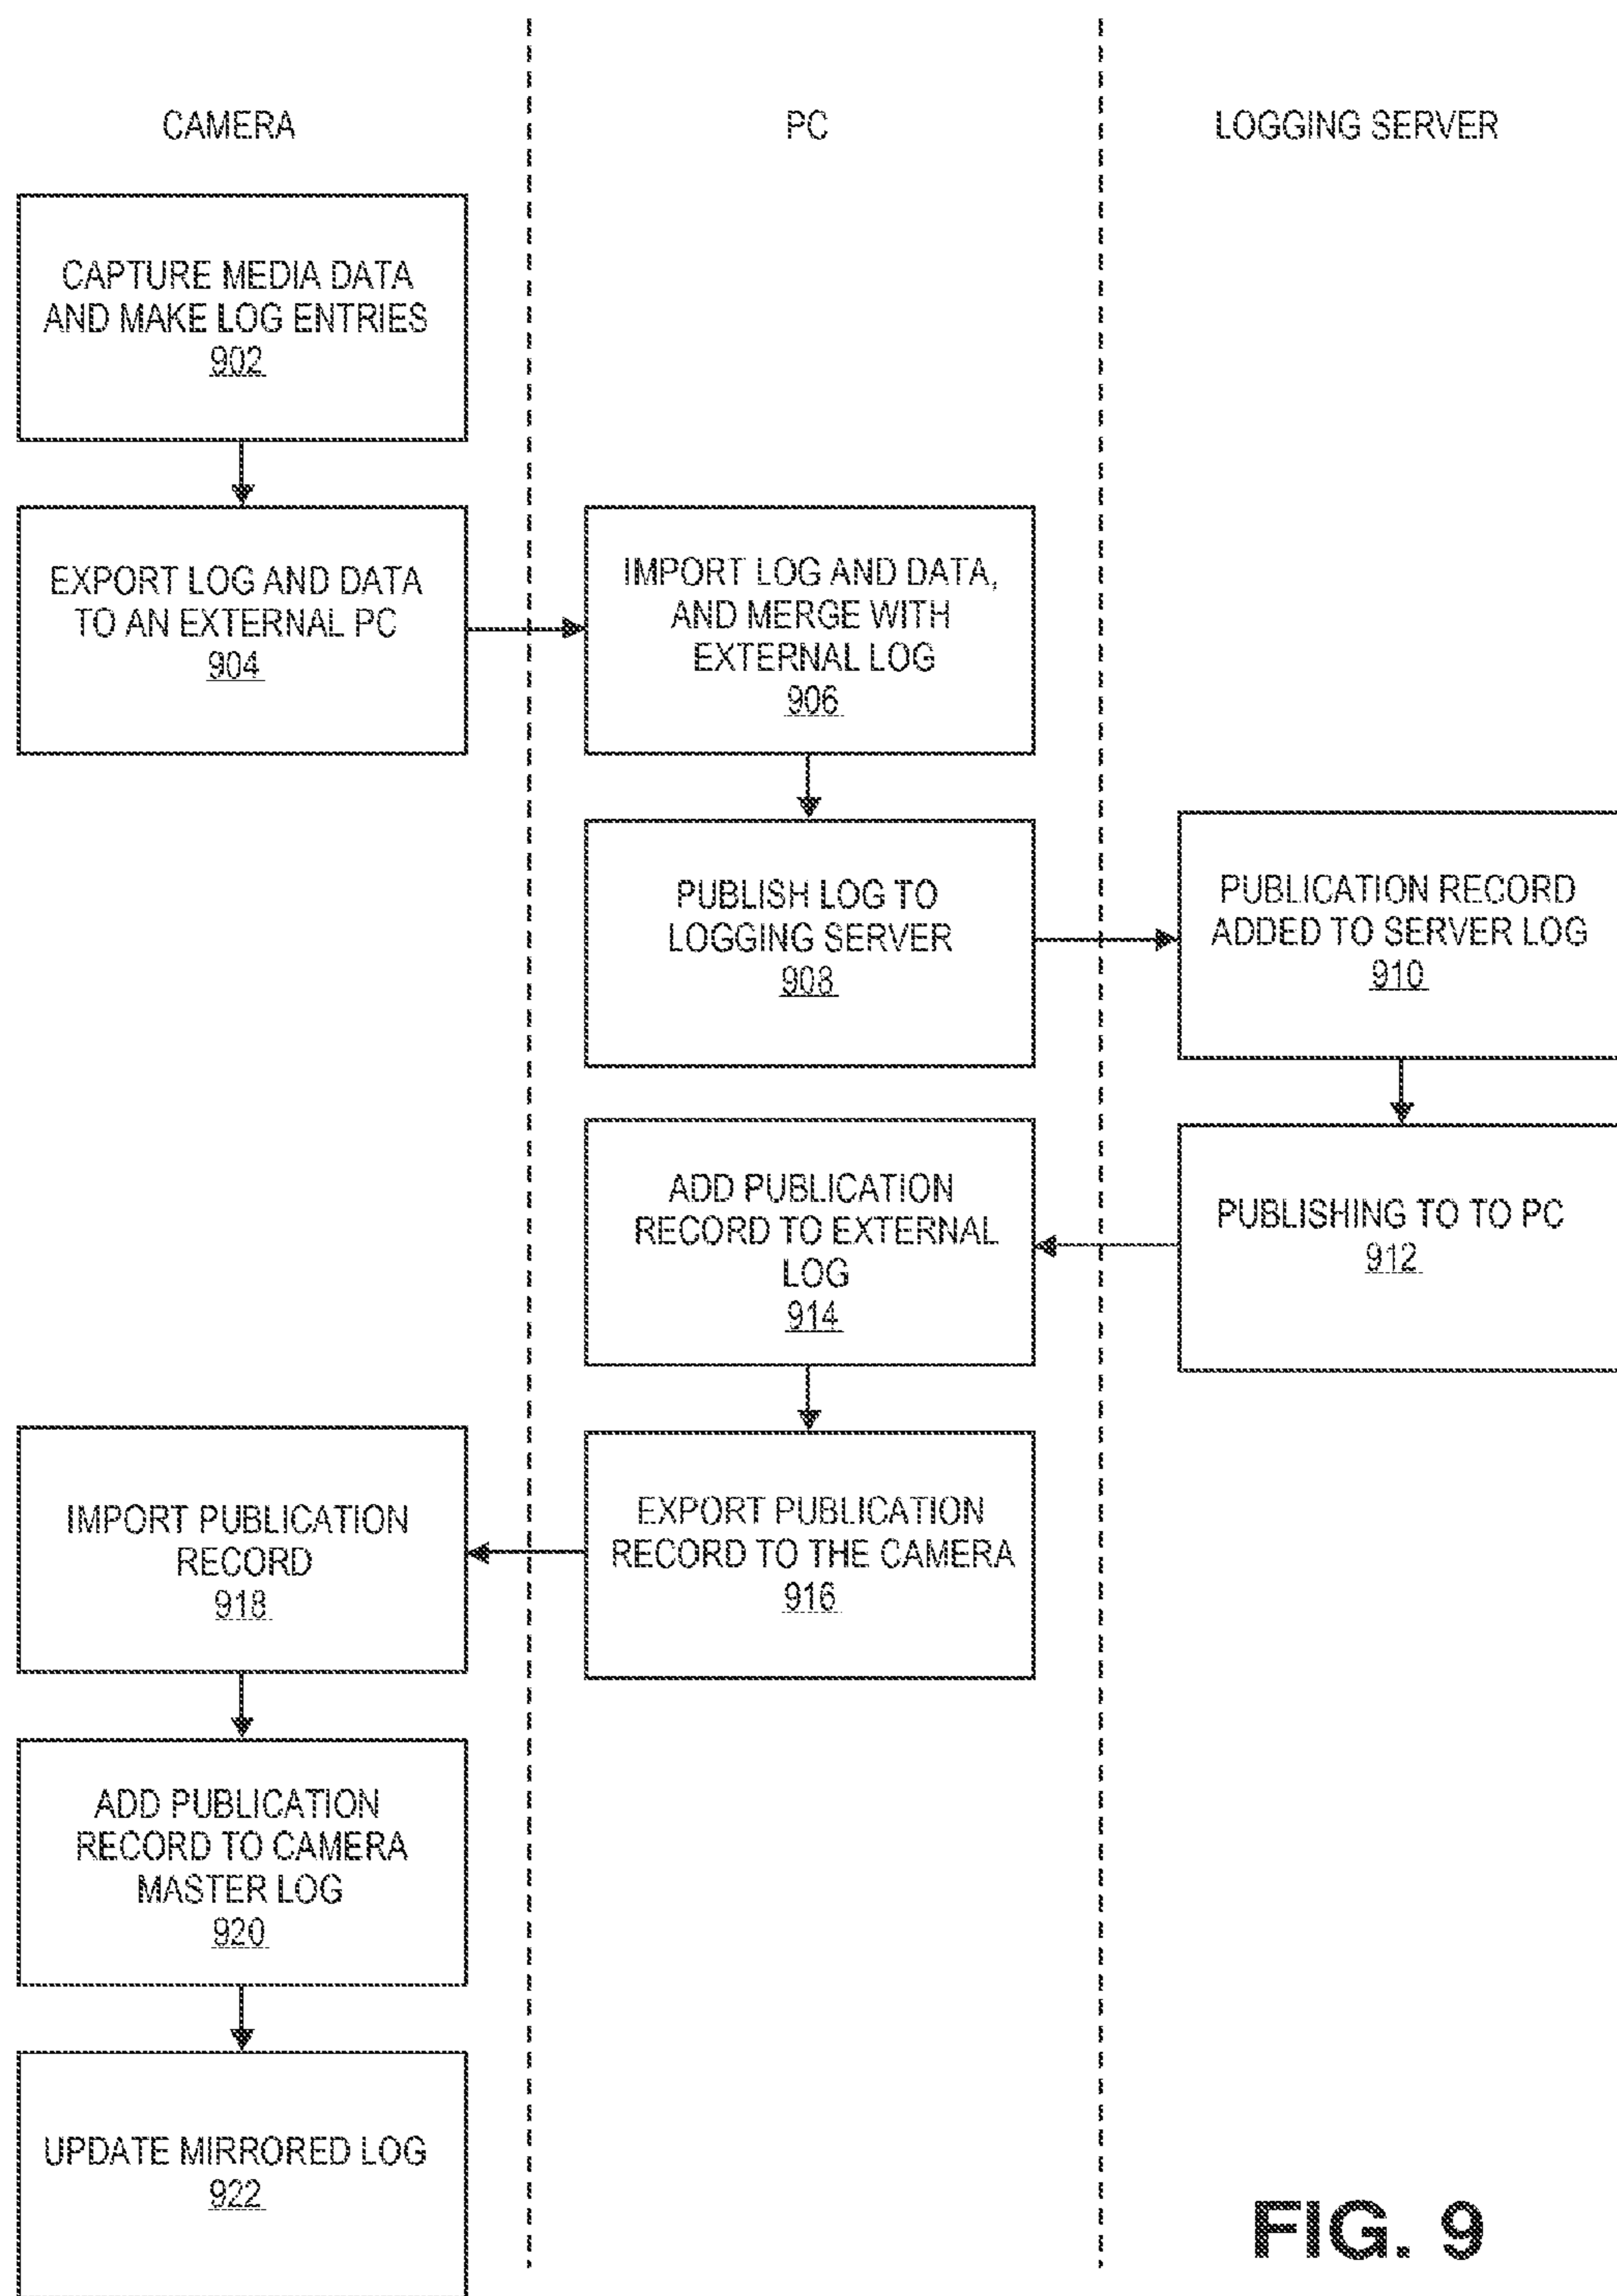 CAMERA
PC
LOGGING SERVER
CAPTURE MEDIA DATA
AND MAKE LOG ENTRIES
902
EXPORT LOG AND DATA
TO AN EXTERNAL PC
904
IMPORT LOG AND DATA,
AND MERGE WITH
EXTERNAL LOG
906
PUBLISH LOG TO
LOGGING SERVER
908
PUBLICATION RECORD
ADDED TO SERVER LOG
910
PUBLISHING TO TO PC
912
ADD PUBLICATION
RECORD TO EXTERNAL
LOG
914
EXPORT PUBLICATION
RECORD TO THE CAMERA
916
IMPORT PUBLICATION
RECORD
918
ADD PUBLICATION
RECORD TO CAMERA
MASTER LOG
920
UPDATE MIRRORED LOG
922
FIG. 9